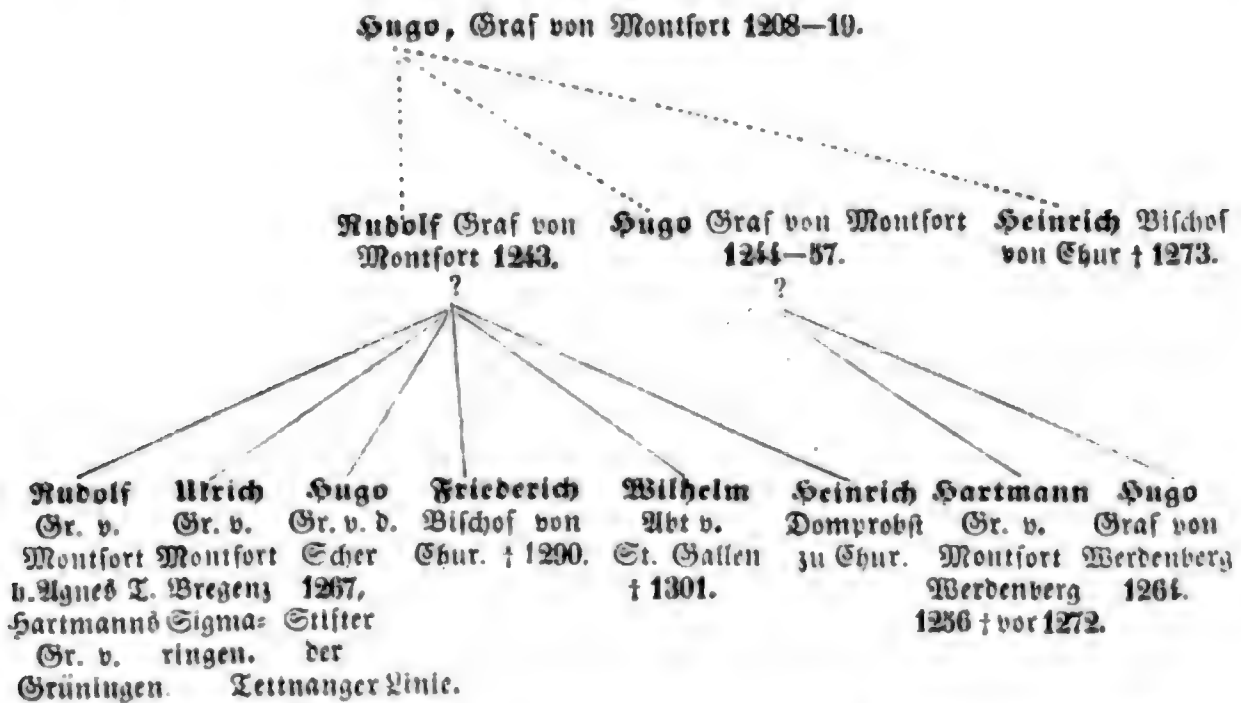 Hugo, Graf von Montfort 1208—19.
Rudolf Graf von
Montfort 1243.
?
Hugo Graf von Montfort
1244—57.
?
Heinrich Bischof
von Chur † 1273.
Rudolf
Gr. v.
Montfort
h. Agnes T.
Hartmanns
Gr. v.
Grüningen.
Ulrich
Gr. v.
Montfort
Bregenz
Sigma=
ringen.
Hugo
Gr. v. d.
Scher
1267,
Stifter
der
Tettnanger Linie.
Friederich
Bischof von
Chur. † 1290.
Wilhelm
Abt v.
St. Gallen
† 1301.
Heinrich
Domprobst
zu Chur.
Hartmann
Gr. v.
Montfort
Werdenberg
1256 † vor 1272.
Hugo
Graf von
Werdenberg
1264.